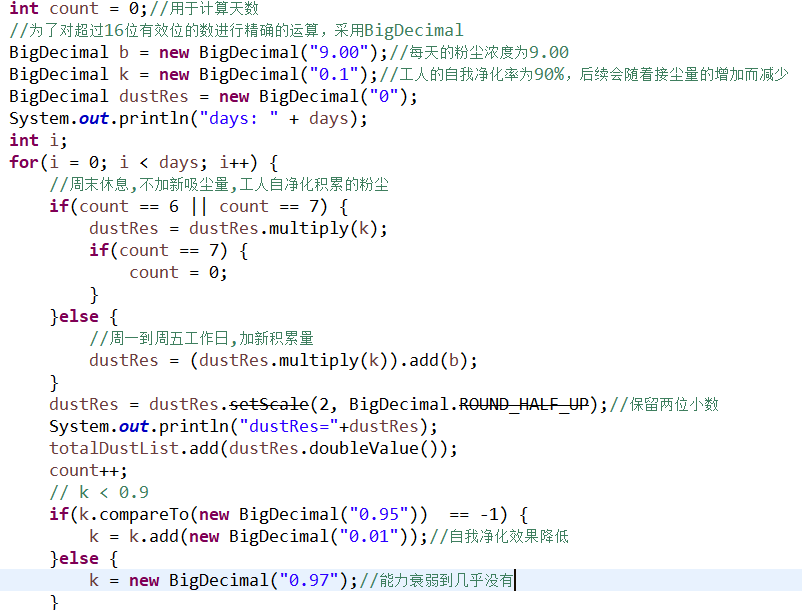 int count = 0;//用于计算天数
//为了对超过16位有效位的数进行精确的运算，采用BigDecimal
BigDecimal b = new BigDecimal("9.00");//每天的粉尘浓度为9.00
BigDecimal k = new BigDecimal("0.1");//工人的自我净化率为90%，后续会随着接尘量的增加而减少
BigDecimal dustRes = new BigDecimal("0");
System.out.println("days: " + days);
int i;
for(i = 0; i < days; i++) {
    //周末休息,不加新吸尘量,工人自净化积累的粉尘
    if(count == 6 || count == 7) {
        dustRes = dustRes.multiply(k);
        if(count == 7) {
            count = 0;
        }
    }else {
        //周一到周五工作日,加新积累量
        dustRes = (dustRes.multiply(k)).add(b);
    }
    dustRes = dustRes.setScale(2, BigDecimal.ROUND_HALF_UP);//保留两位小数
    System.out.println("dustRes="+dustRes);
    totalDustList.add(dustRes.doubleValue());
    count++;
    // k < 0.9
    if(k.compareTo(new BigDecimal("0.95"))  == -1) {
        k = k.add(new BigDecimal("0.01"));//自我净化效果降低
    }else {
        k = new BigDecimal("0.97");//能力衰弱到几乎没有
    }